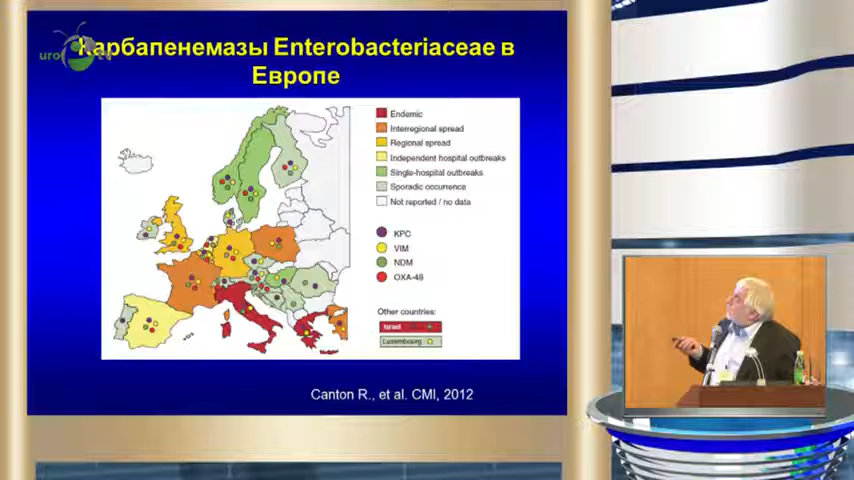 Карбапенемазы Enterobacteriaceae в
Европе
uro
Endemic
Interregional spread
Regional spread
Independent hospital outbreaks
Single-hospital outbreaks
Sporadic occurrence
Not reported / no data
KPC
VIM
NDM
OXA-48
Other countries:
Israel
Luxembourg
Canton R., et al. CMI, 2012